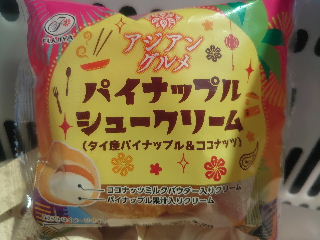 FUJIYA
アジアン
グルメ
パイナップル
シュークリーム
(タイ産パイナップル&ココナッツ)
ココナッツミルクパウダー入りクリーム
パイナップル果汁入りクリーム